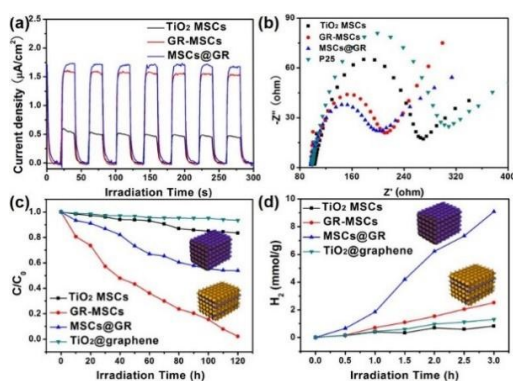 (a)
TiO₂ MSCs
GR-MSCs
MSCs@GR
Current density (μA/cm²)
3.0
2.5
2.0
1.5
1.0
0.5
0.0
0 50 100 150 200 250 300
Irradiation Time (s)
(b)
TiO₂ MSCs
GR-MSCs
MSCs@GR
P25
-Z" (ohm)
-90
-60
-30
0
80 160 240 320 400
Z' (ohm)
(c)
C/C₀
1.0
0.8
0.6
0.4
0.2
0.0
TiO₂ MSCs
GR-MSCs
MSCs@GR
TiO₂@graphene
0 20 40 60 80 100 120
Irradiation Time (h)
(d)
TiO₂ MSCs
GR-MSCs
MSCs@GR
TiO₂@graphene
H₂ (mmol/g)
10
8
6
4
2
0
0.0 0.5 1.0 1.5 2.0 2.5 3.0
Irradiation Time (h)